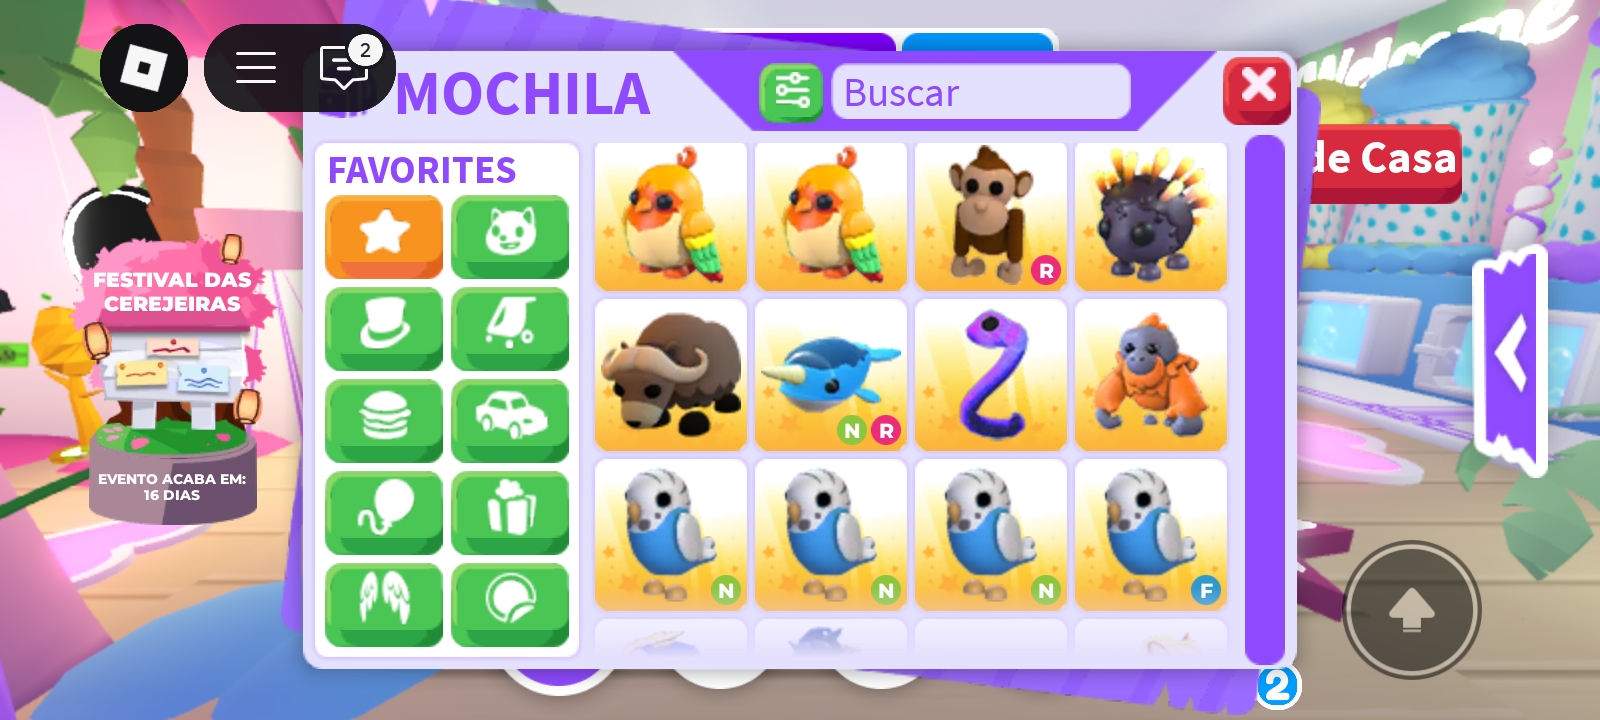 2
MOCHILA
Buscar
de Casa
FAVORITES
FESTIVAL DAS
CEREJEIRAS
EVENTO ACABA EM:
16 DIAS
R
N R
N
N
N
F
2